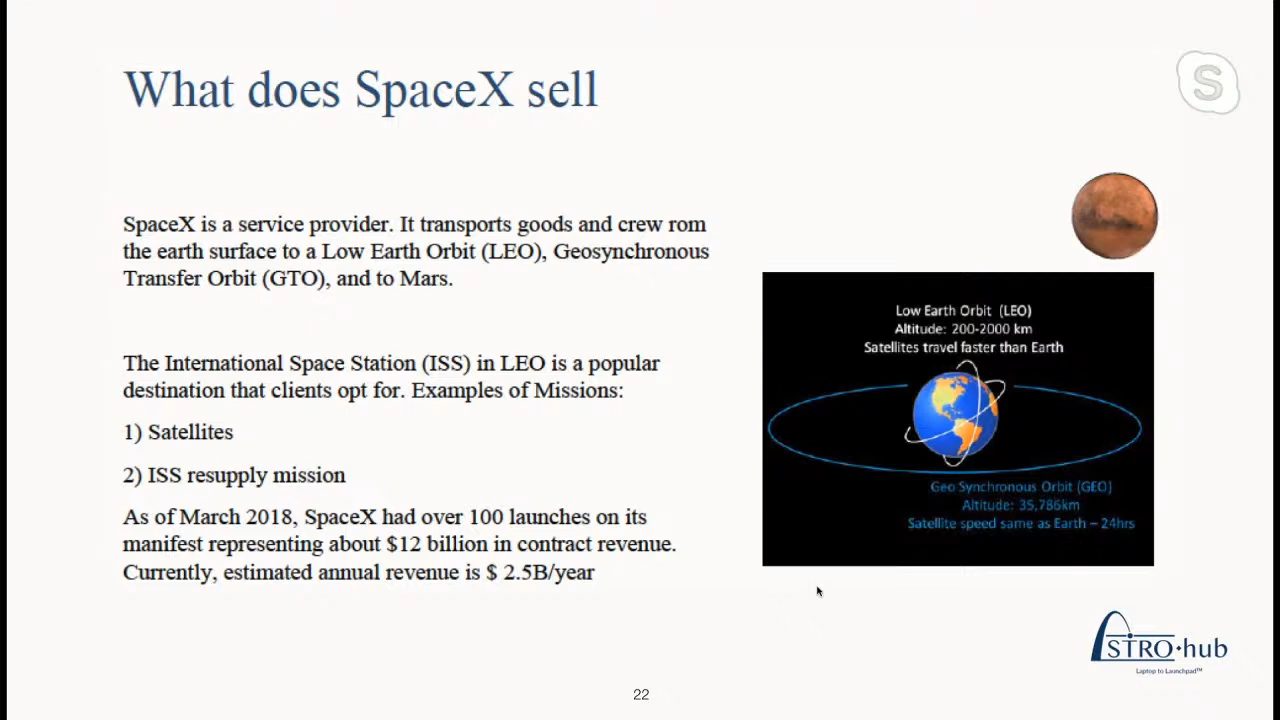 What does SpaceX sell
S
SpaceX is a service provider. It transports goods and crew rom
the earth surface to a Low Earth Orbit (LEO), Geosynchronous
Transfer Orbit (GTO), and to Mars.
The International Space Station (ISS) in LEO is a popular
destination that clients opt for. Examples of Missions:
1) Satellites
2) ISS resupply mission
As of March 2018, SpaceX had over 100 launches on its
manifest representing about $12 billion in contract revenue.
Currently, estimated annual revenue is $ 2.5B/year
Low Earth Orbit (LEO)
Altitude: 200-2000 km
Satellites travel faster than Earth
Geo Synchronous Orbit (GEO)
Altitude: 35,786km
Satellite speed same as Earth – 24hrs
ASTRO·hub
Laptop to Launchpad™
22